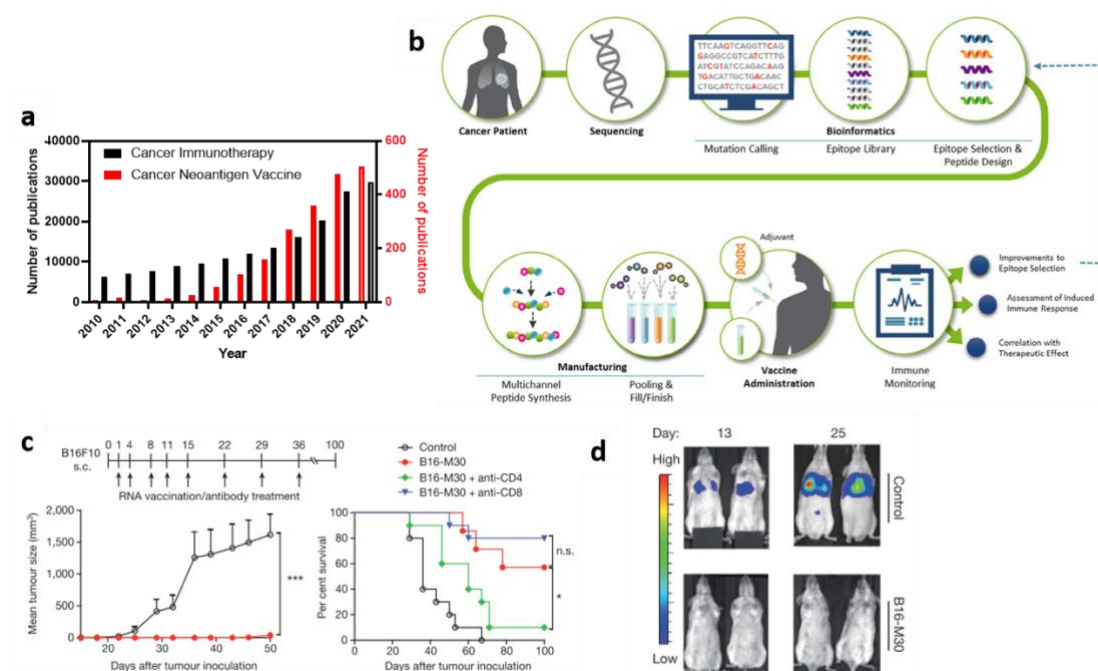 a
40000
30000
20000
10000
0
Number of publications
Cancer Immunotherapy
Cancer Neoantigen Vaccine
600
400
200
0
Number of publications
2010
2011
2012
2013
2014
2015
2016
2017
2018
2019
2020
2021
Year
b
TTCAAGTCAGGTTCAG
GAGGCCGTCATCTTTG
ATCGTATCCAGACAAG
TGACATTGCTGACAAC
CTGCATCTCGACAGCT
Cancer Patient
Sequencing
Bioinformatics
Mutation Calling
Epitope Library
Epitope Selection &
Peptide Design
Adjuvant
Manufacturing
Multichannel
Peptide Synthesis
Pooling &
Fill/Finish
Vaccine
Administration
Immune
Monitoring
Improvements to
Epitope Selection
Assessment of Induced
Immune Response
Correlation with
Therapeutic Effect
c
0 1 4 8 11 15 22 29 36 100
B16F10
s.c.
RNA vaccination/antibody treatment
Control
B16-M30
B16-M30 + anti-CD4
B16-M30 + anti-CD8
2,000
1,500
1,000
500
0
Mean tumour size (mm³)
20 30 40 50
***
Days after tumour inoculation
100
80
60
40
20
0
Per cent survival
0 20 40 60 80 100
n.s.
*
Days after tumour inoculation
d
Day: 13 25
High
Low
Control
B16-M30